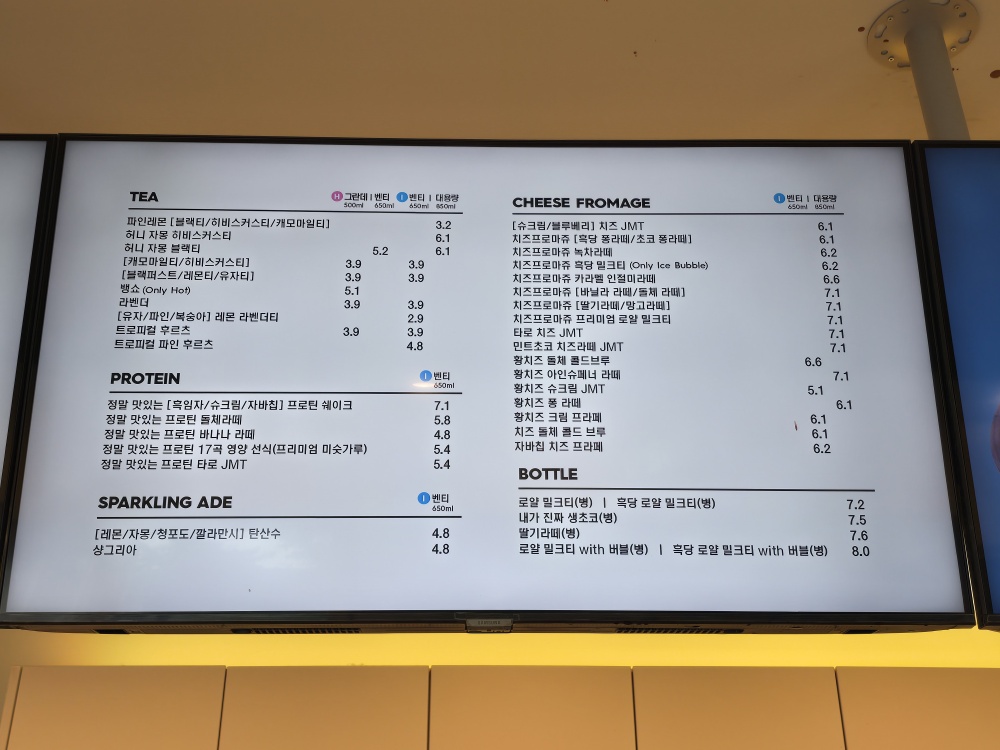 TEA
H 그란데 | 벤티 I 벤티 | 대용량
500ml 650ml 650ml 850ml
파인레몬 [블랙티/히비스커스티/캐모마일티] 3.2
허니 자몽 히비스커스티 6.1
허니 자몽 블랙티 5.2 6.1
[캐모마일티/히비스커스티] 3.9 3.9
[블랙퍼스트/레몬티/유자티] 3.9 3.9
뱅쇼 (Only Hot) 5.1
라벤더 3.9 3.9
[유자/파인/복숭아] 레몬 라벤더티 2.9
트로피컬 후르츠 3.9 3.9
트로피컬 파인 후르츠 4.8
PROTEIN I 벤티
650ml
정말 맛있는 [흑임자/슈크림/자바칩] 프로틴 쉐이크 7.1
정말 맛있는 프로틴 돌체라떼 5.8
정말 맛있는 프로틴 바나나 라떼 4.8
정말 맛있는 프로틴 17곡 영양 선식(프리미엄 미숫가루) 5.4
정말 맛있는 프로틴 타로 JMT 5.4
SPARKLING ADE I 벤티
650ml
[레몬/자몽/청포도/깔라만시] 탄산수 4.8
샹그리아 4.8
CHEESE FROMAGE I 벤티 | 대용량
650ml 850ml
[슈크림/블루베리] 치즈 JMT 6.1
치즈프로마쥬 [흑당 퐁라떼/초코 퐁라떼] 6.1
치즈프로마쥬 녹차라떼 6.2
치즈프로마쥬 흑당 밀크티 (Only Ice Bubble) 6.2
치즈프로마쥬 카라멜 인절미라떼 6.6
치즈프로마쥬 [바닐라 라떼/돌체 라떼] 7.1
치즈프로마쥬 [딸기라떼/망고라떼] 7.1
치즈프로마쥬 프리미엄 로얄 밀크티 7.1
타로 치즈 JMT 7.1
민트초코 치즈라떼 JMT 7.1
황치즈 돌체 콜드브루 6.6
황치즈 아인슈페너 라떼 7.1
황치즈 슈크림 JMT 5.1
황치즈 퐁 라떼 6.1
황치즈 크림 프라페 6.1
치즈 돌체 콜드 브루 6.1
자바칩 치즈 프라페 6.2
BOTTLE
로얄 밀크티(병) | 흑당 로얄 밀크티(병) 7.2
내가 진짜 생초코(병) 7.5
딸기라떼(병) 7.6
로얄 밀크티 with 버블(병) | 흑당 로얄 밀크티 with 버블(병) 8.0
SAMSUNG